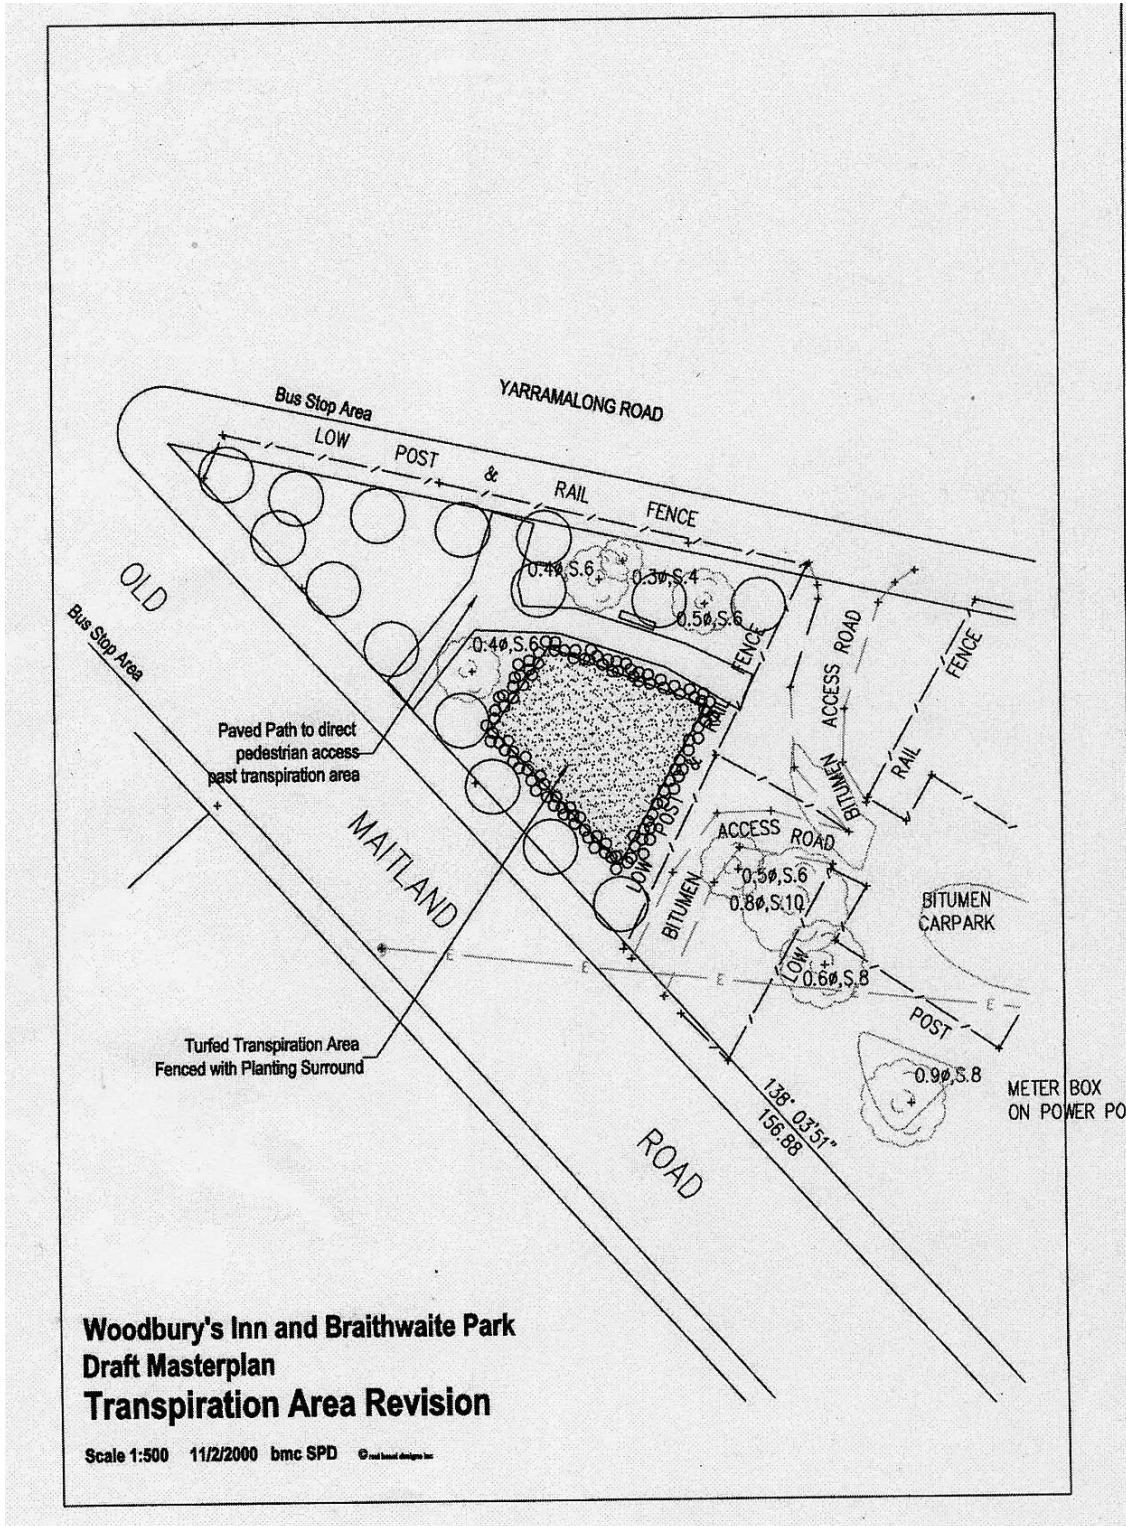 YARRAMALONG ROAD
Bus Stop Area
LOW POST & RAIL FENCE
OLD MAITLAND ROAD
Bus Stop Area
0.4ø,S.6
0.3ø,S.4
0.5ø,S.6
0.4ø,S.6
LOW POST & RAIL FENCE
BITUMEN ACCESS ROAD
FENCE
RAIL
Paved Path to direct
pedestrian access
past transpiration area
BITUMEN ACCESS ROAD
0.5ø,S.6
0.8ø,S.10
BITUMEN
CARPARK
LOW
0.6ø,S.8
POST
E
E
E
E
Turfed Transpiration Area
Fenced with Planting Surround
0.9ø,S.8
METER BOX
ON POWER PO
138° 03'51"
156.88
Woodbury's Inn and Braithwaite Park
Draft Masterplan
Transpiration Area Revision
Scale 1:500 11/2/2000 bmc SPD ©